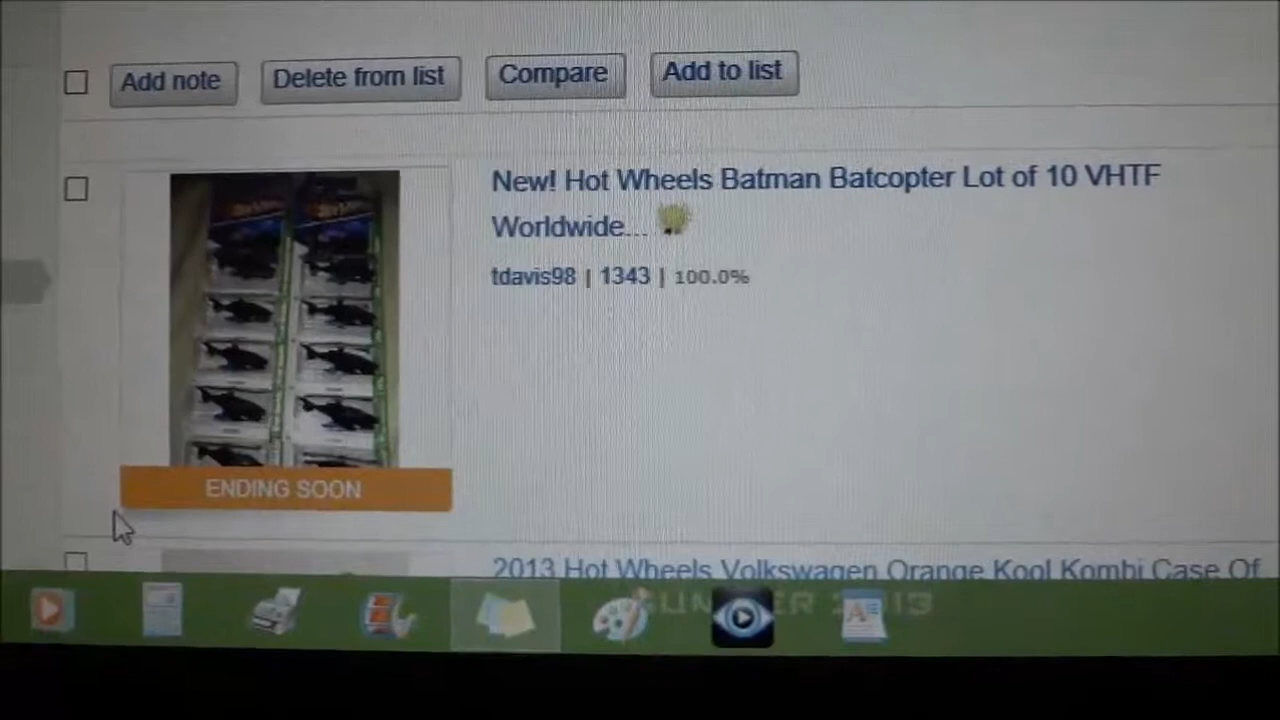 Add note Delete from list Compare Add to list
New! Hot Wheels Batman Batcopter Lot of 10 VHTF
Worldwide...
tdavis98 | 1343 | 100.0%
ENDING SOON
2013 Hot Wheels Volkswagen Orange Kool Kombi Case Of